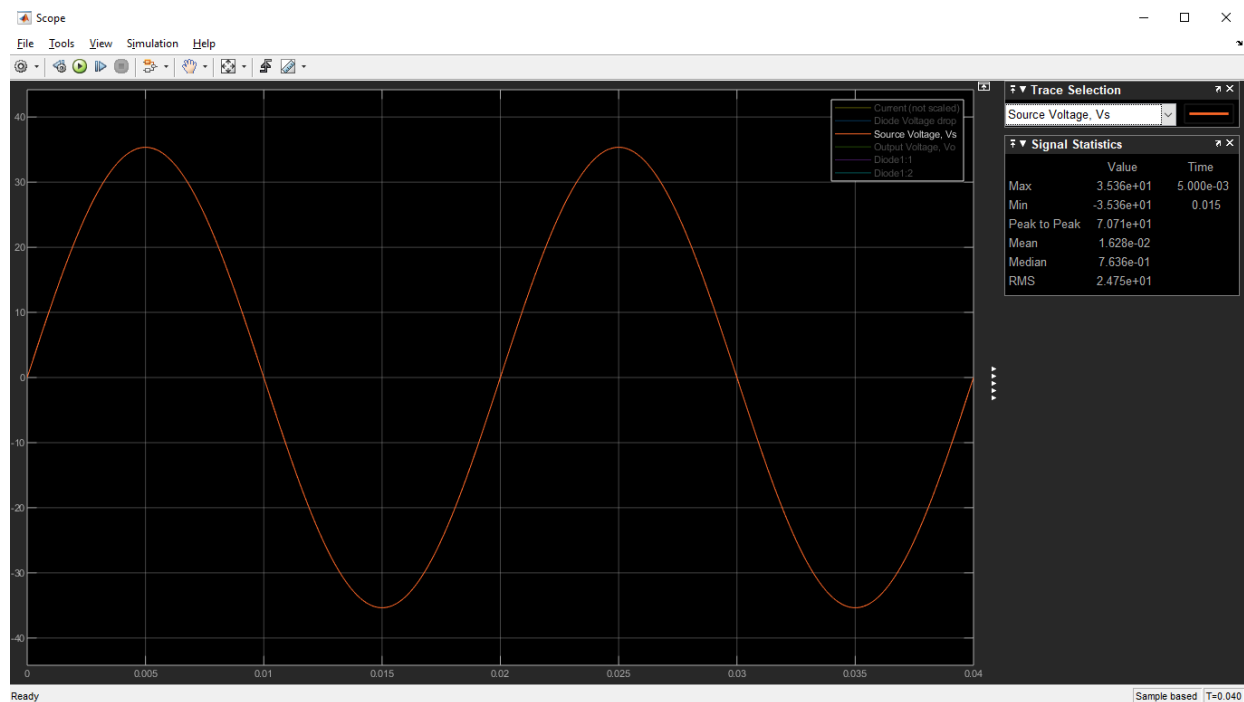 Scope
File Tools View Simulation Help
Current (not scaled)
Diode Voltage drop
Source Voltage, Vs
Output Voltage, Vo
Diode1:1
Diode1:2
40
30
20
10
0
-10
-20
-30
-40
0 0.005 0.01 0.015 0.02 0.025 0.03 0.035 0.04
Trace Selection
Source Voltage, Vs
Signal Statistics
Value Time
Max 3.536e+01 5.000e-03
Min -3.536e+01 0.015
Peak to Peak 7.071e+01
Mean 1.628e-02
Median 7.636e-01
RMS 2.475e+01
Ready
Sample based T=0.040